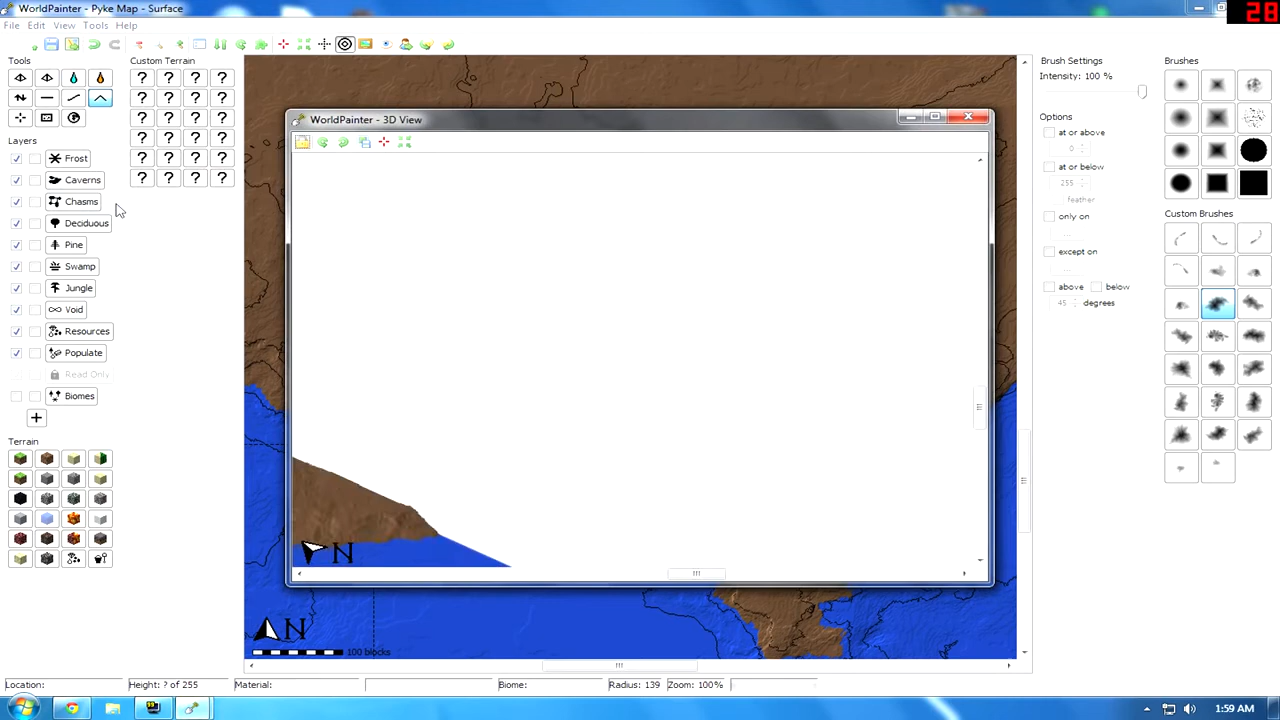 WorldPainter - Pyke Map - Surface
28
File Edit View Tools Help
Tools
Custom Terrain
Brush Settings
Brushes
Intensity: 100 %
WorldPainter - 3D View
Options
at or above
0
at or below
255
feather
only on
...
except on
...
above below
45 degrees
Layers
Frost
Caverns
Chasms
Deciduous
Pine
Swamp
Jungle
Void
Resources
Populate
Read Only
Biomes
+
Custom Brushes
Terrain
N
N
100 blocks
Location:
Height: ? of 255
Material:
Biome:
Radius: 139
Zoom: 100%
1:59 AM